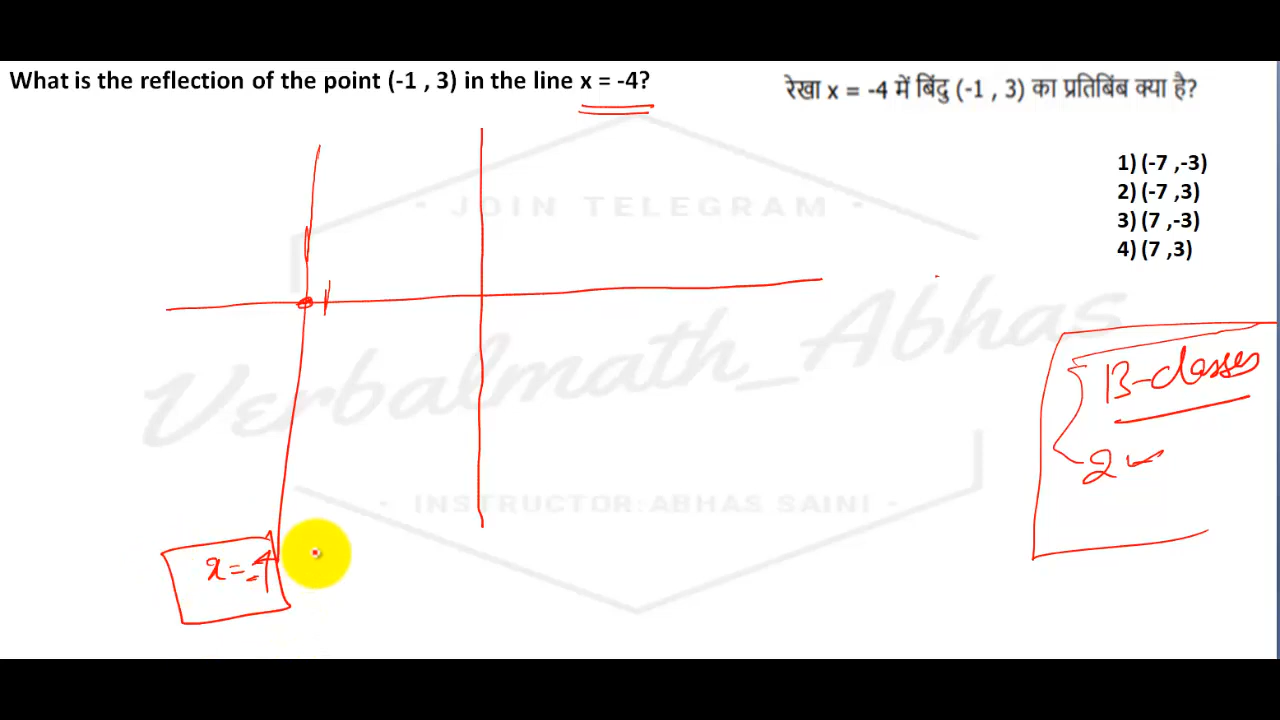 What is the reflection of the point (-1 , 3) in the line x = -4?
रेखा x = -4 में बिंदु (-1 , 3) का प्रतिबिंब क्या है?
1) (-7 ,-3)
2) (-7 ,3)
3) (7 ,-3)
4) (7 ,3)
· JOIN TELEGRAM ·
Verbalmath_Abhas
B-classes
2
· INSTRUCTOR:ABHAS SAINI ·
x = -4